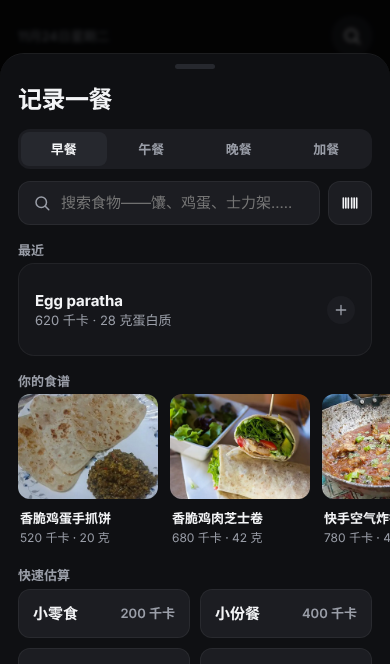 记录一餐
早餐 午餐 晚餐 加餐
搜索食物——馕、鸡蛋、士力架.....
最近
Egg paratha
620 千卡 · 28 克蛋白质
你的食谱
香脆鸡蛋手抓饼 香脆鸡肉芝士卷 快手空气炸
520 千卡 · 20 克 680 千卡 · 42 克 780 千卡 · 4
快速估算
小零食 200 千卡 小份餐 400 千卡